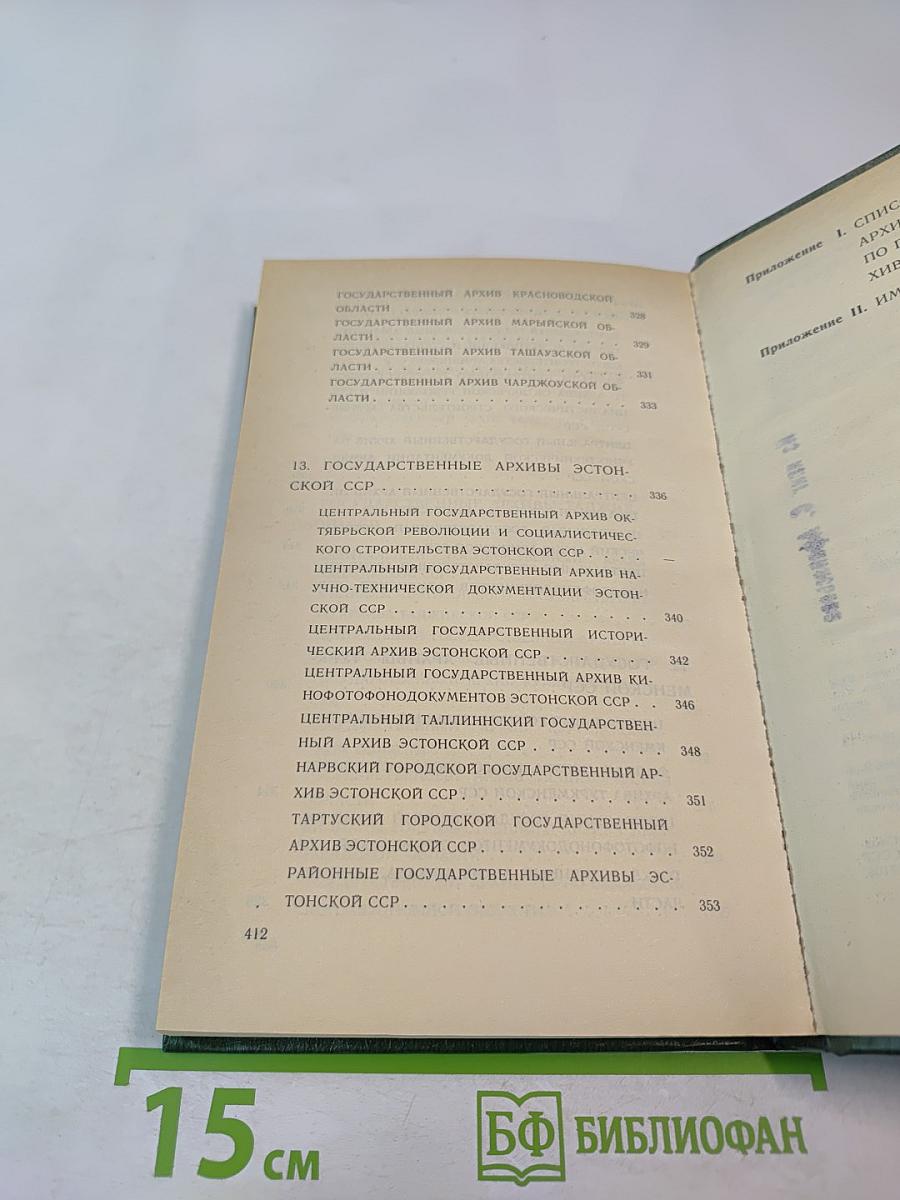 ГОСУДАРСТВЕННЫЙ АРХИВ КРАСНОВОДСКОЙ
ОБЛАСТИ . . . . . . . . . . . . . . . . 328
ГОСУДАРСТВЕННЫЙ АРХИВ МАРЫЙСКОЙ ОБ-
ЛАСТИ . . . . . . . . . . . . . . . . 329
ГОСУДАРСТВЕННЫЙ АРХИВ ТАШАУЗСКОЙ ОБ-
ЛАСТИ . . . . . . . . . . . . . . . . 331
ГОСУДАРСТВЕННЫЙ АРХИВ ЧАРДЖОУСКОЙ ОБ-
ЛАСТИ . . . . . . . . . . . . . . . . 333
13. ГОСУДАРСТВЕННЫЕ АРХИВЫ ЭСТОН-
СКОЙ ССР . . . . . . . . . . . . . . . . 336
ЦЕНТРАЛЬНЫЙ ГОСУДАРСТВЕННЫЙ АРХИВ ОК-
ТЯБРЬСКОЙ РЕВОЛЮЦИИ И СОЦИАЛИСТИЧЕС-
КОГО СТРОИТЕЛЬСТВА ЭСТОНСКОЙ ССР . . . . —
ЦЕНТРАЛЬНЫЙ ГОСУДАРСТВЕННЫЙ АРХИВ НА-
УЧНО-ТЕХНИЧЕСКОЙ ДОКУМЕНТАЦИИ ЭСТОН-
СКОЙ ССР . . . . . . . . . . . . . . 340
ЦЕНТРАЛЬНЫЙ ГОСУДАРСТВЕННЫЙ ИСТОРИ-
ЧЕСКИЙ АРХИВ ЭСТОНСКОЙ ССР . . . . . . . 342
ЦЕНТРАЛЬНЫЙ ГОСУДАРСТВЕННЫЙ АРХИВ КИ-
НОФОТОФОНОДОКУМЕНТОВ ЭСТОНСКОЙ ССР . . 346
ЦЕНТРАЛЬНЫЙ ТАЛЛИННСКИЙ ГОСУДАРСТВЕН-
НЫЙ АРХИВ ЭСТОНСКОЙ ССР . . . . . . . . 348
НАРВСКИЙ ГОРОДСКОЙ ГОСУДАРСТВЕННЫЙ АР-
ХИВ ЭСТОНСКОЙ ССР . . . . . . . . . . . . 351
ТАРТУСКИЙ ГОРОДСКОЙ ГОСУДАРСТВЕННЫЙ
АРХИВ ЭСТОНСКОЙ ССР . . . . . . . . . . . 352
РАЙОННЫЕ ГОСУДАРСТВЕННЫЕ АРХИВЫ ЭС-
ТОНСКОЙ ССР . . . . . . . . . . . . . . . 353
412
Приложение I. СПИС
АРХИ
ПО
ХИВ
Приложение II. ИМ
15 см
БФ БИБЛИОФАН